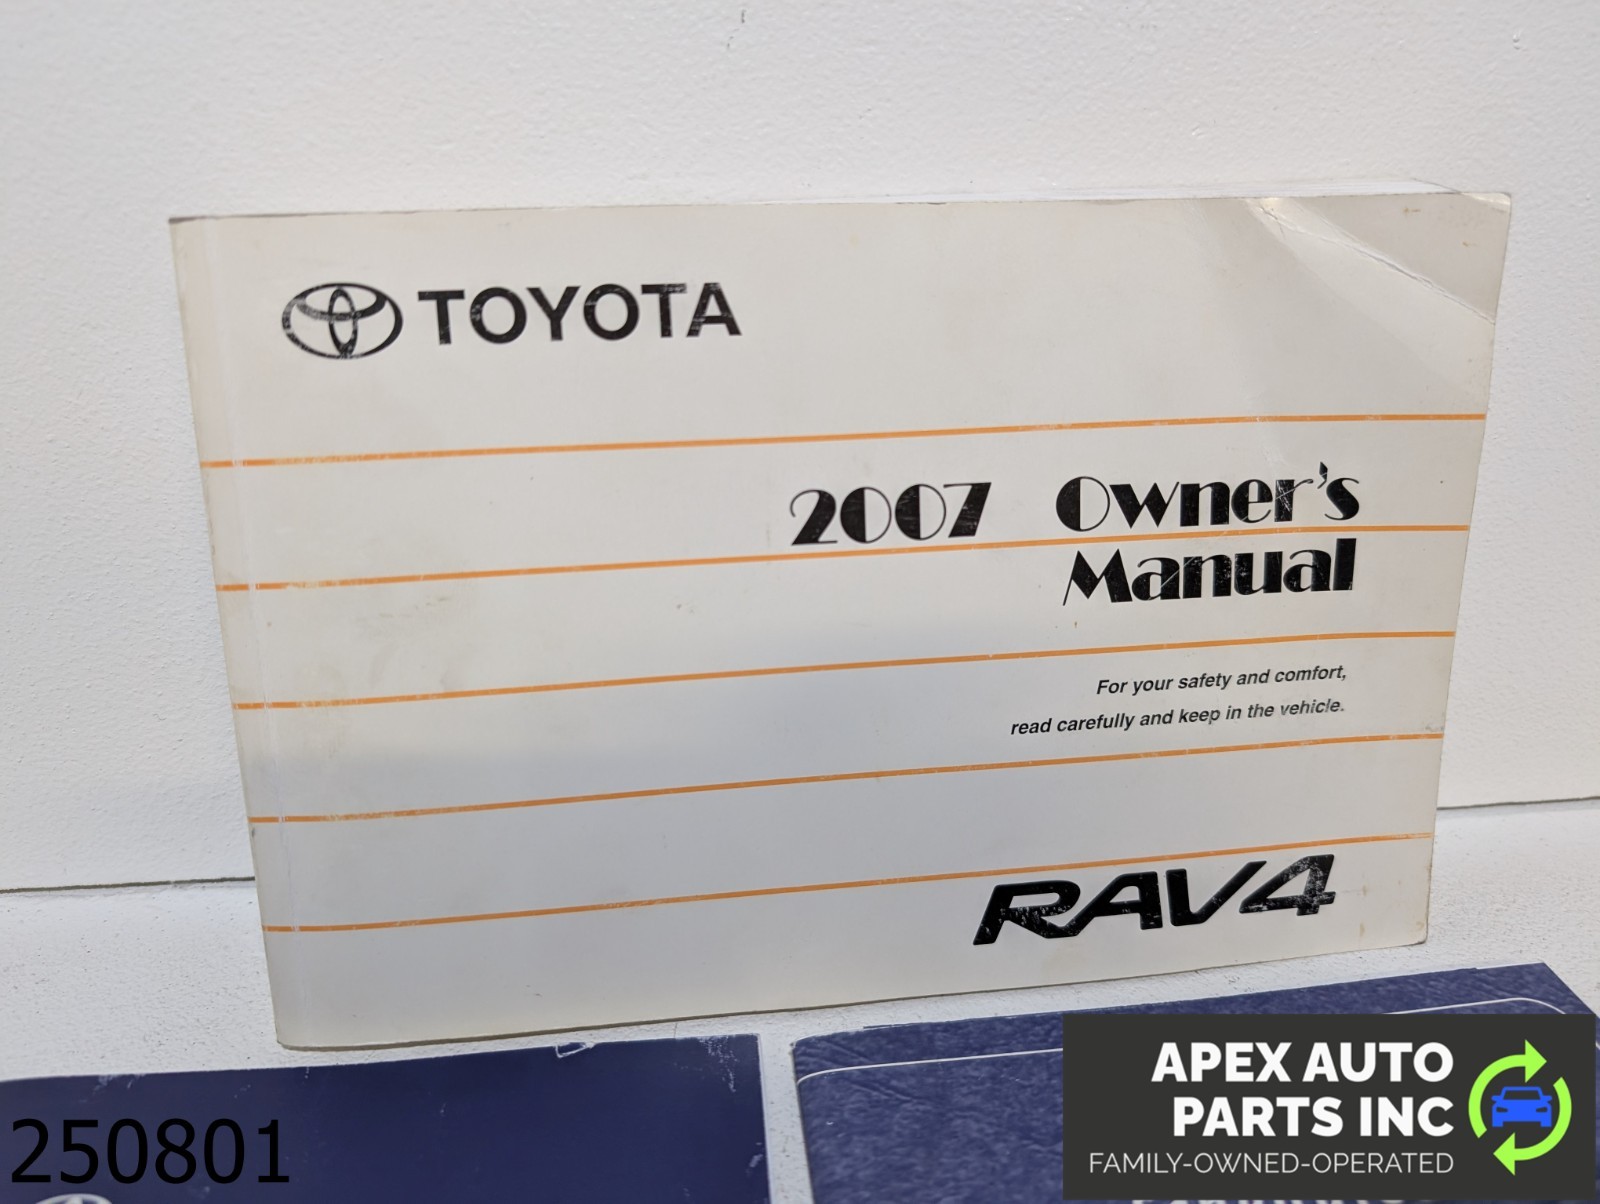 TOYOTA
2007 Owner's
Manual
For your safety and comfort,
read carefully and keep in the vehicle.
RAV4
250801
APEX AUTO
PARTS INC
FAMILY-OWNED-OPERATED